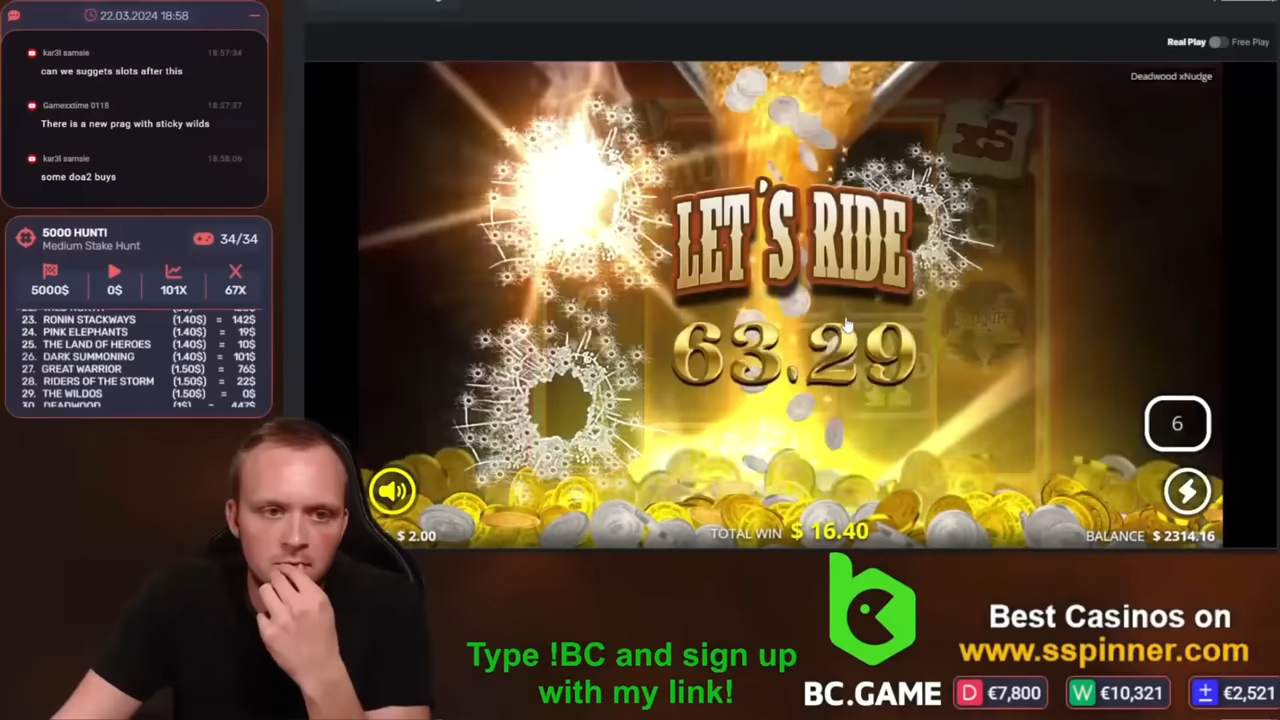 22.03.2024 18:58
kar3l samsie 18:57:34
can we suggets slots after this
Gamexxtime 0118 18:57:37
There is a new prag with sticky wilds
kar3l samsie 18:58:06
some doa2 buys
5000 HUNT!
Medium Stake Hunt
34/34
5000$ 0$ 101X 67X
23. RONIN STACKWAYS (1.40$) = 142$
24. PINK ELEPHANTS (1.40$) = 19$
25. THE LAND OF HEROES (1.40$) = 10$
26. DARK SUMMONING (1.40$) = 101$
27. GREAT WARRIOR (1.50$) = 76$
28. RIDERS OF THE STORM (1.50$) = 22$
29. THE WILDOS (1.50$) = 0$
30. DEADWOOD (1$) = 447$
Real Play Free Play
Deadwood xNudge
x5
LET'S RIDE
63.29
6
$ 2.00
TOTAL WIN $ 16.40
BALANCE $ 2314.16
Type !BC and sign up
with my link!
BC.GAME
Best Casinos on
www.sspinner.com
D €7,800 W €10,321 ± €2,521